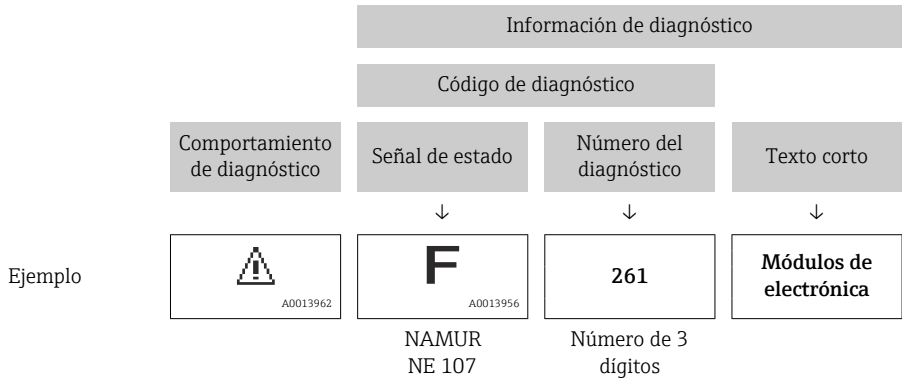 Información de diagnóstico
Código de diagnóstico
Comportamiento
de diagnóstico
Señal de estado
Número del
diagnóstico
Texto corto
↓
↓
↓
Ejemplo
A0013962
F
A0013956
261
Módulos de
electrónica
NAMUR
NE 107
Número de 3
dígitos